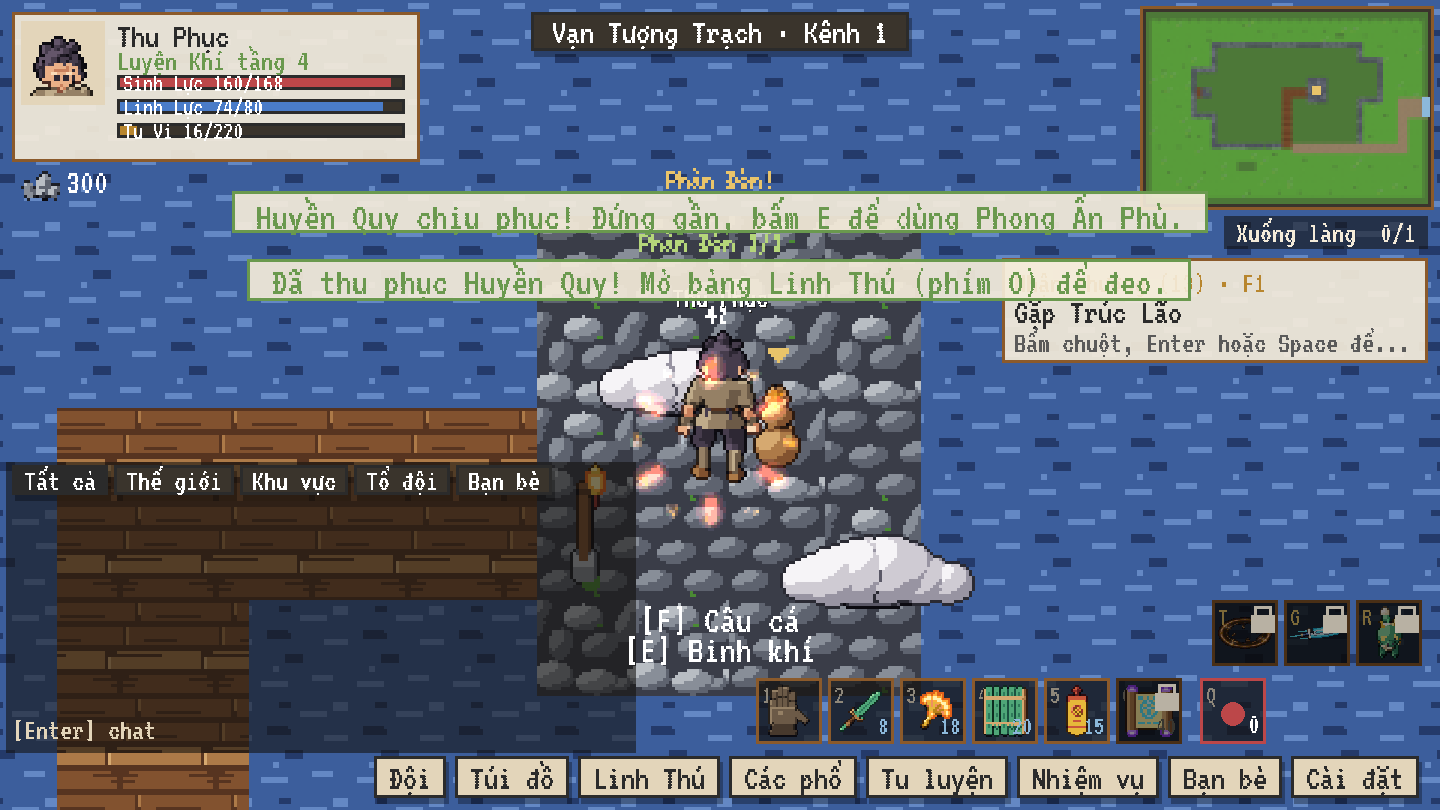 Thu Phục
Luyện Khí tầng 4
Sinh Lực 160/168
Linh Lực 74/80
Tu Vi 16/220
300
Vạn Tượng Trạch · Kênh 1
Phản Đòn!
Huyền Quy chịu phục! Đứng gần, bấm E để dùng Phong Ấn Phù.
Phản Đòn 1/1
Đã thu phục Huyền Quy! Mở bảng Linh Thú (phím O) để đeo.
Thu Phục
Xuống làng 0/1
· F1
Gặp Trúc Lão
Bấm chuột, Enter hoặc Space để...
Tất cả
Thế giới
Khu vực
Tổ đội
Bạn bè
[F] Câu cá
[E] Binh khí
[Enter] chat
T
G
R
1
2 8
3 18
4 20
5 15
Q 0
Đội
Túi đồ
Linh Thú
Các phổ
Tu luyện
Nhiệm vụ
Bạn bè
Cài đặt